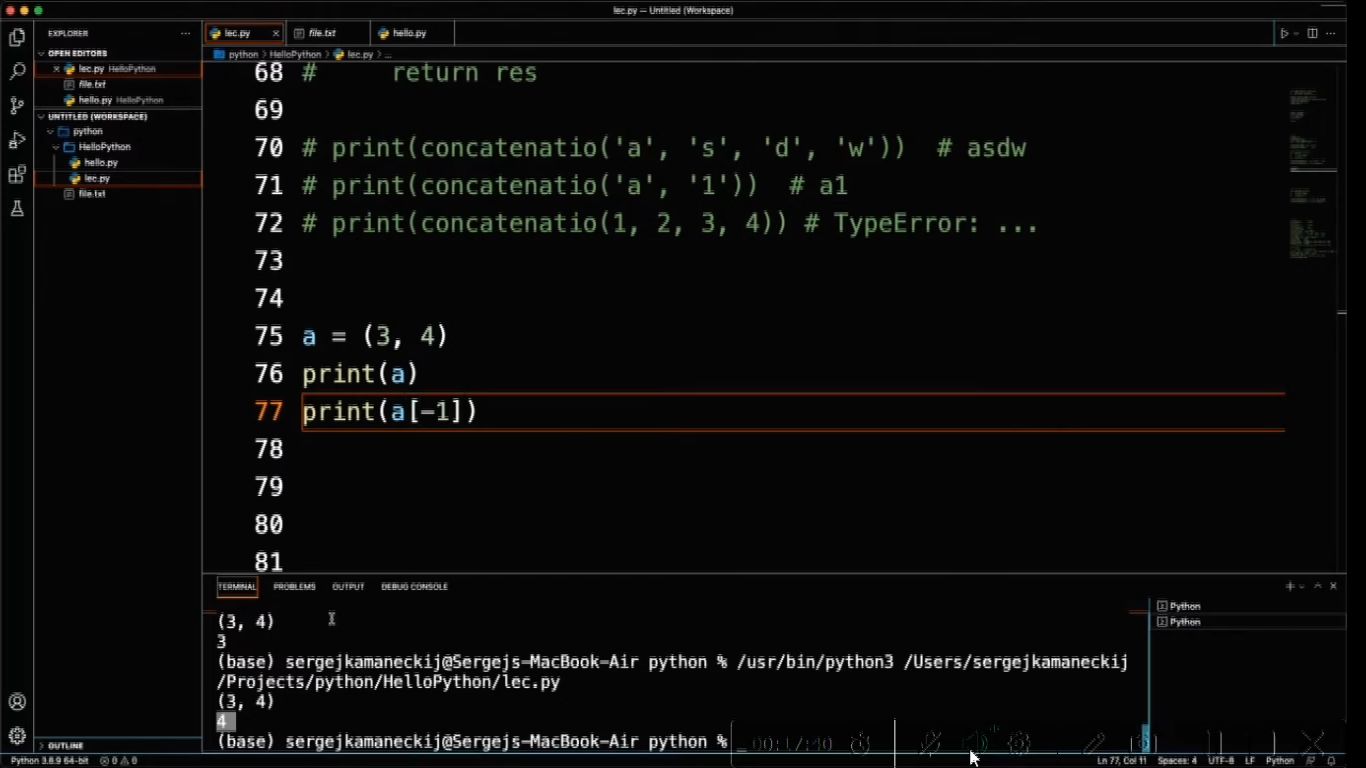 lec.py — Untitled (Workspace)
EXPLORER
OPEN EDITORS
lec.py HelloPython
file.txt
hello.py HelloPython
UNTITLED (WORKSPACE)
python
HelloPython
hello.py
lec.py
file.txt
OUTLINE
lec.py
file.txt
hello.py
python > HelloPython > lec.py > ...
68 #     return res
69
70 # print(concatenatio('a', 's', 'd', 'w'))  # asdw
71 # print(concatenatio('a', '1'))  # a1
72 # print(concatenatio(1, 2, 3, 4)) # TypeError: ...
73
74
75 a = (3, 4)
76 print(a)
77 print(a[-1])
78
79
80
81
TERMINAL PROBLEMS OUTPUT DEBUG CONSOLE
(3, 4)
3
(base) sergejkamaneckij@Sergejs-MacBook-Air python % /usr/bin/python3 /Users/sergejkamaneckij
/Projects/python/HelloPython/lec.py
(3, 4)
4
(base) sergejkamaneckij@Sergejs-MacBook-Air python %
Python
Python
Python 3.8.9 64-bit 0 0
Ln 77, Col 11 Spaces: 4 UTF-8 LF Python